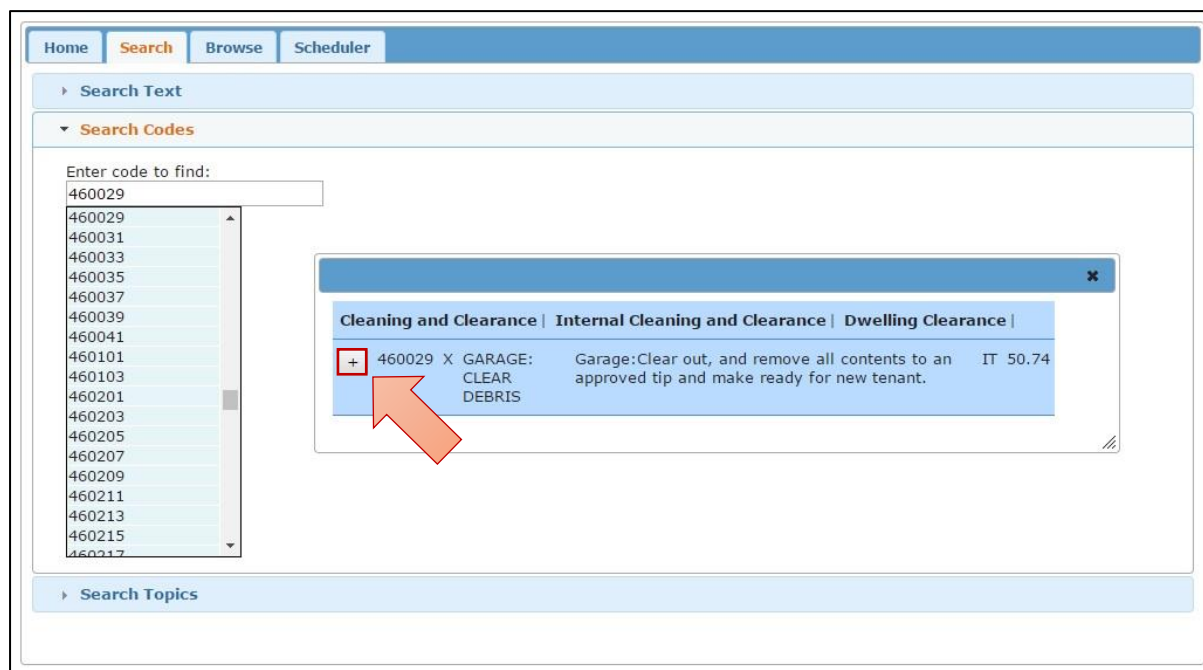 Home Search Browse Scheduler
Search Text
Search Codes
Enter code to find:
460029
460029
460031
460033
460035
460037
460039
460041
460101
460103
460201
460203
460205
460207
460209
460211
460213
460215
460217
Cleaning and Clearance | Internal Cleaning and Clearance | Dwelling Clearance |
+ 460029 X GARAGE: Garage:Clear out, and remove all contents to an IT 50.74
CLEAR approved tip and make ready for new tenant.
DEBRIS
Search Topics